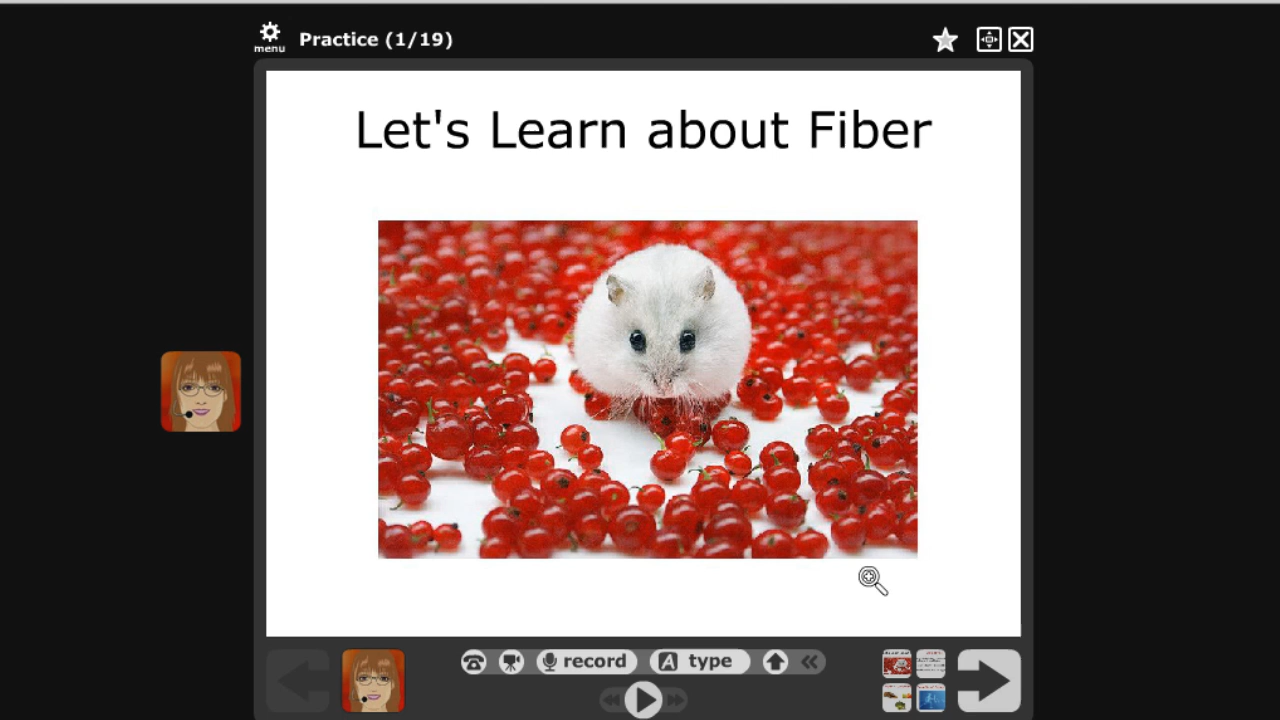 menu
Practice (1/19)
Let's Learn about Fiber
record
A type